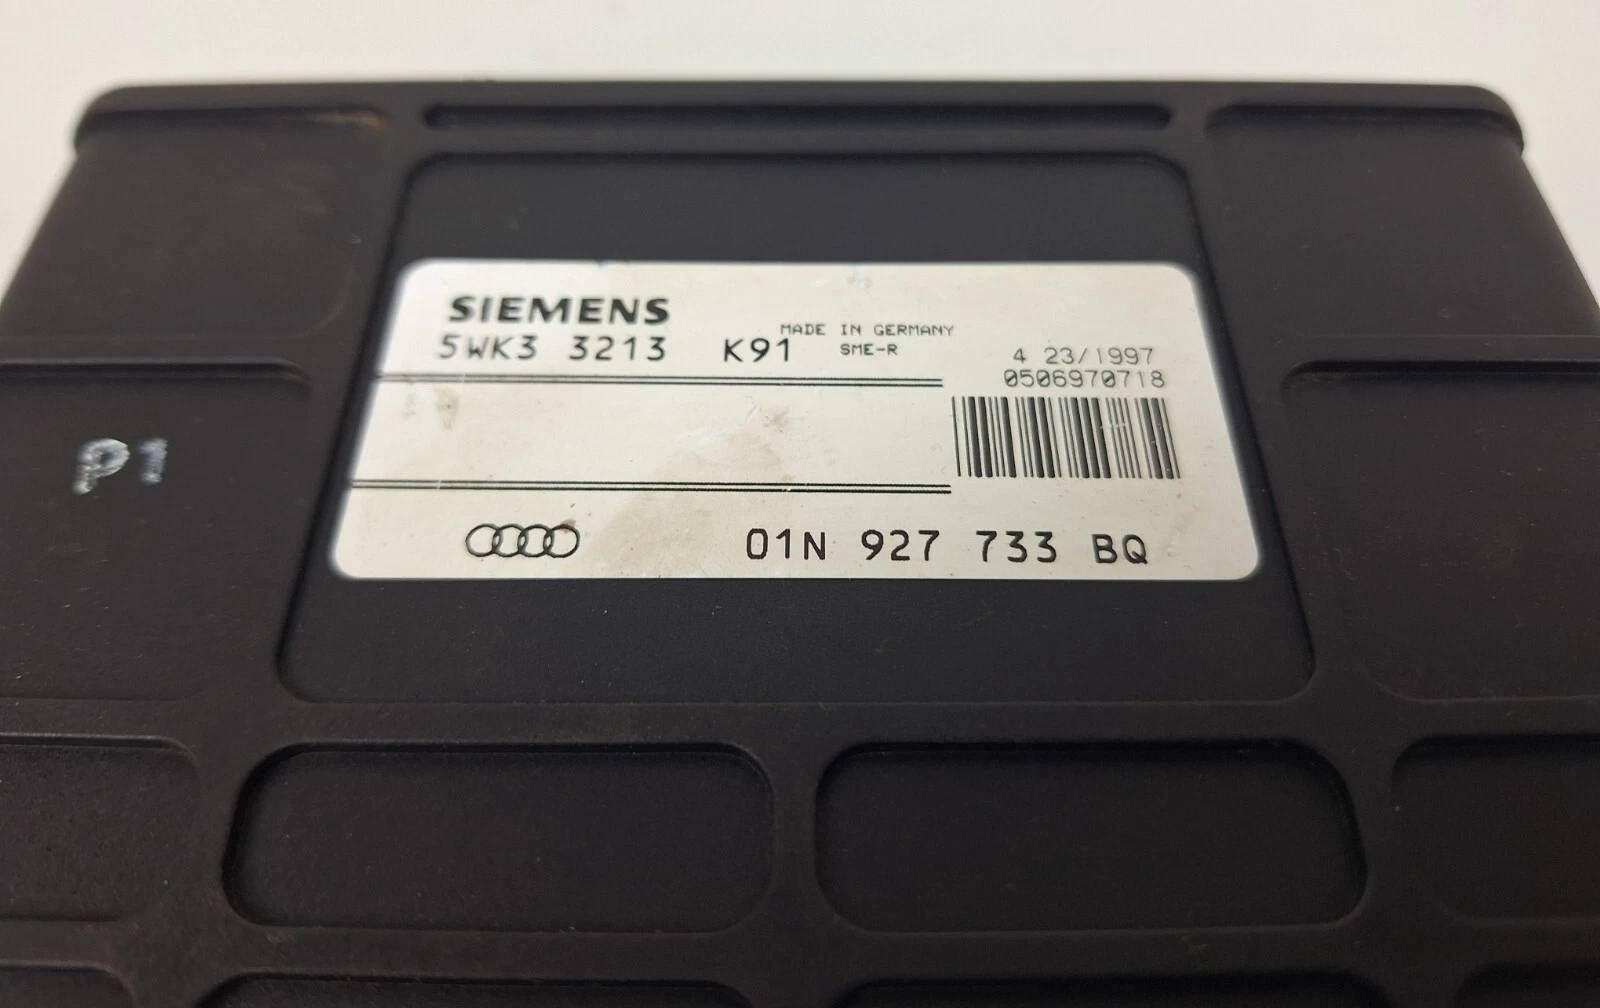 SIEMENS
MADE IN GERMANY
5WK3 3213 K91 SME-R
4 23/1997
0506970718
P1
01N 927 733 BQ